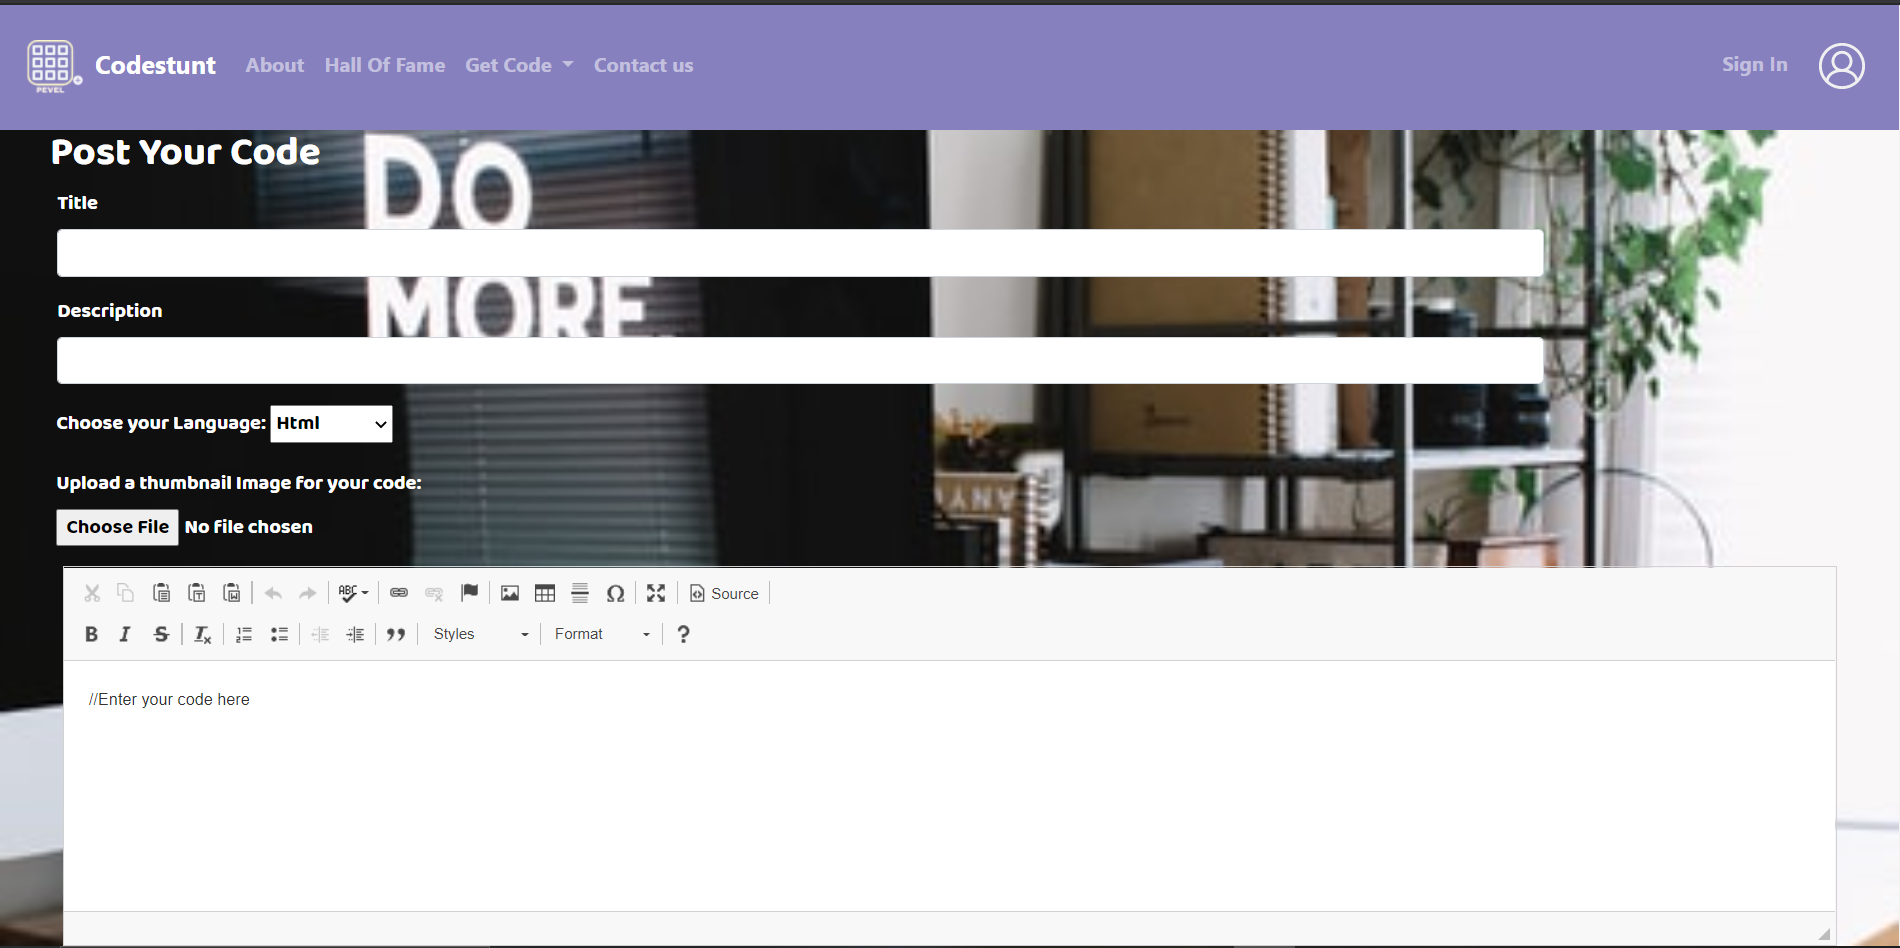 PEVEL
Codestunt About Hall Of Fame Get Code Contact us Sign In
Post Your Code
DO
MORE.
Title
Description
Choose your Language: Html
Upload a thumbnail Image for your code:
Choose File No file chosen
ABC Ω Source
B I S Tx Styles Format ?
//Enter your code here